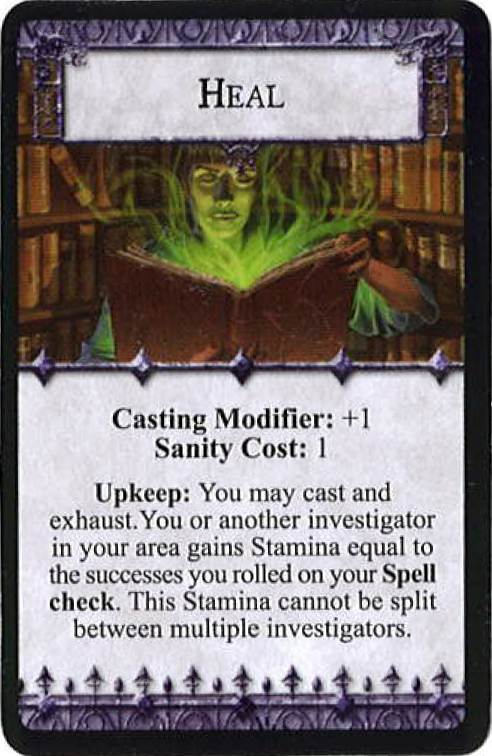 HEAL
Casting Modifier: +1
Sanity Cost: 1
Upkeep: You may cast and
exhaust.You or another investigator
in your area gains Stamina equal to
the successes you rolled on your Spell
check. This Stamina cannot be split
between multiple investigators.